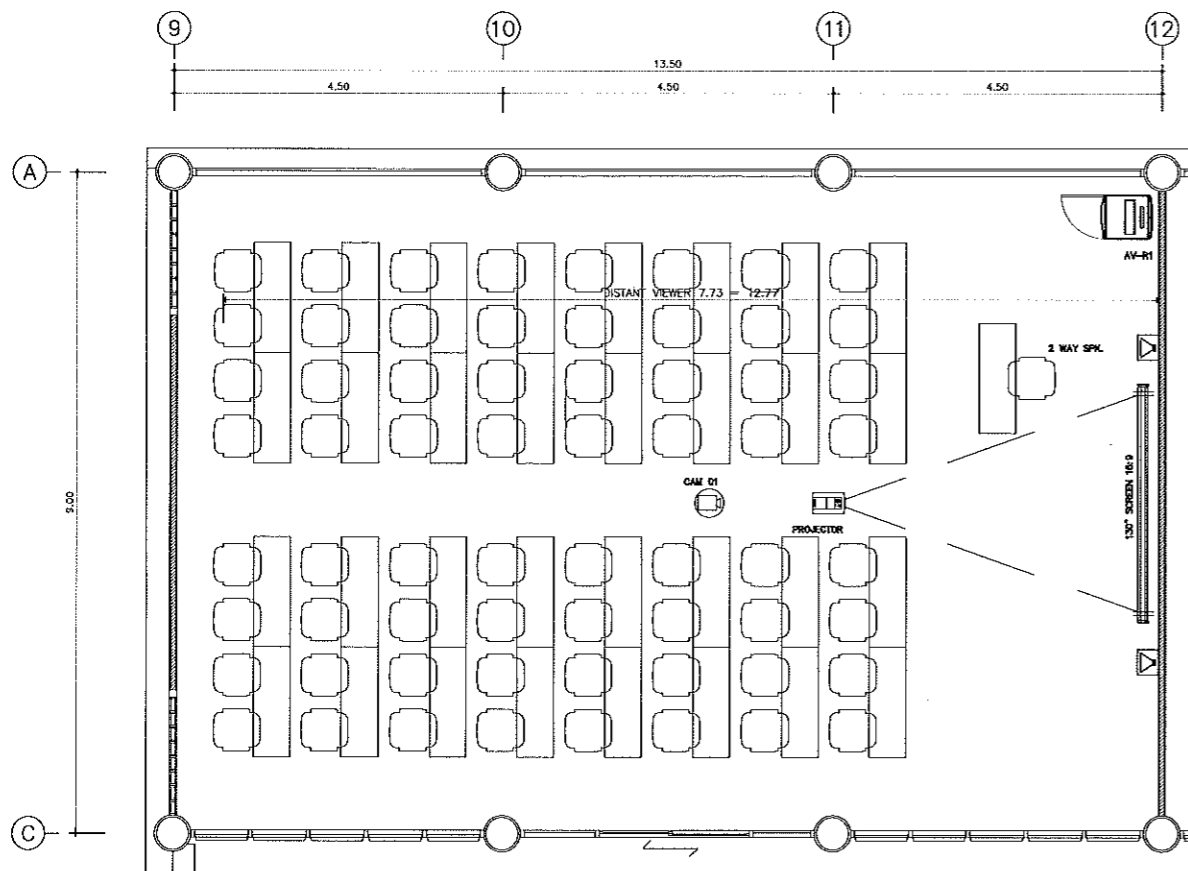 9 10 11 12
13.50
4.50 4.50 4.50
A
AV-R1
DISTANT VIEWER 7.73 - 12.77
2 WAY SPK.
CAM 01
PROJECTOR
130" SCREEN 16:9
9.00
C